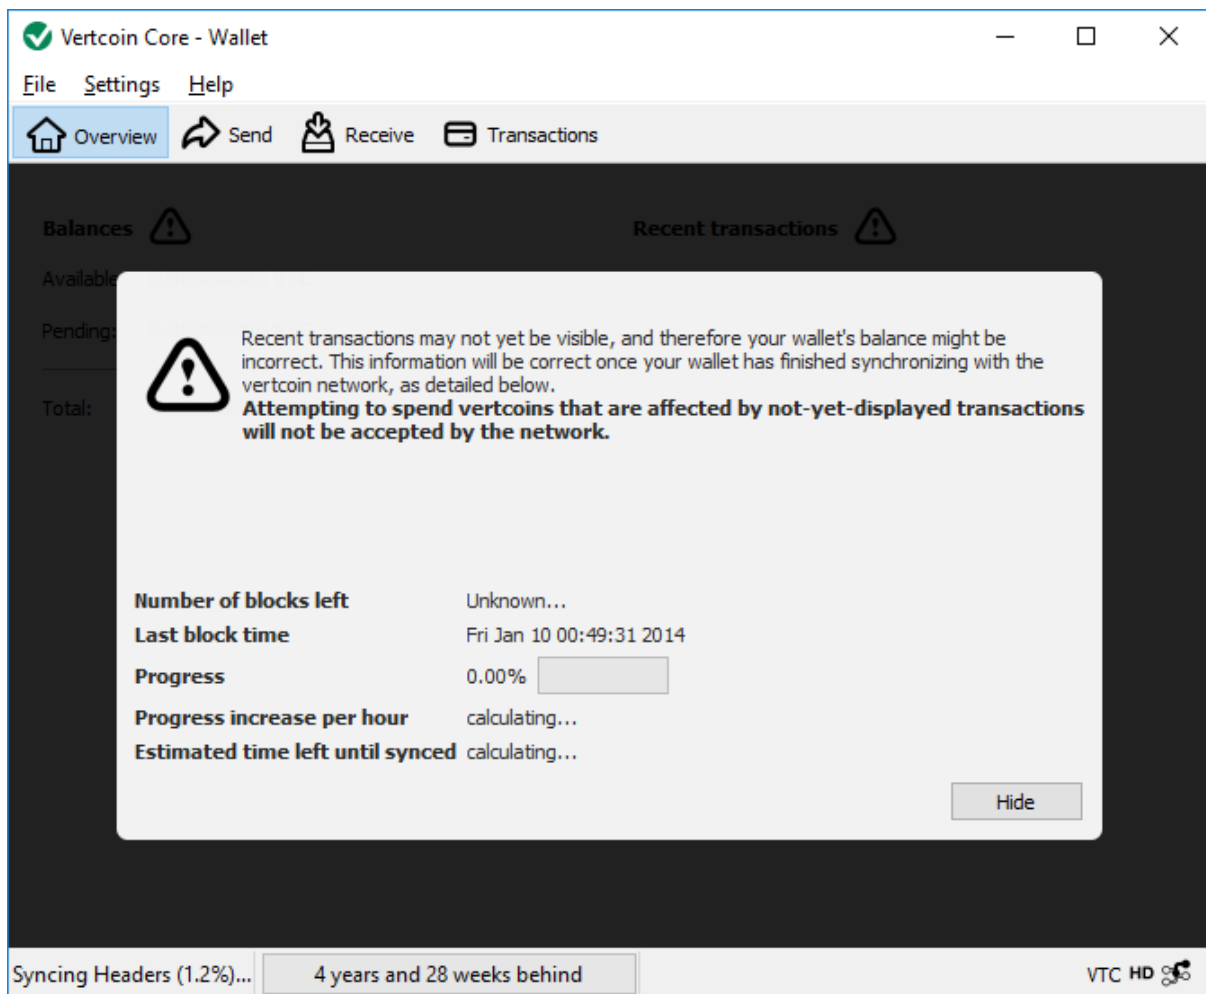 Vertcoin Core - Wallet
File Settings Help
Overview Send Receive Transactions
Balances Recent transactions
Available
Pending:
Total:
Recent transactions may not yet be visible, and therefore your wallet's balance might be
incorrect. This information will be correct once your wallet has finished synchronizing with the
vertcoin network, as detailed below.
Attempting to spend vertcoins that are affected by not-yet-displayed transactions
will not be accepted by the network.
Number of blocks left Unknown...
Last block time Fri Jan 10 00:49:31 2014
Progress 0.00%
Progress increase per hour calculating...
Estimated time left until synced calculating...
Hide
Syncing Headers (1.2%)... 4 years and 28 weeks behind VTC HD